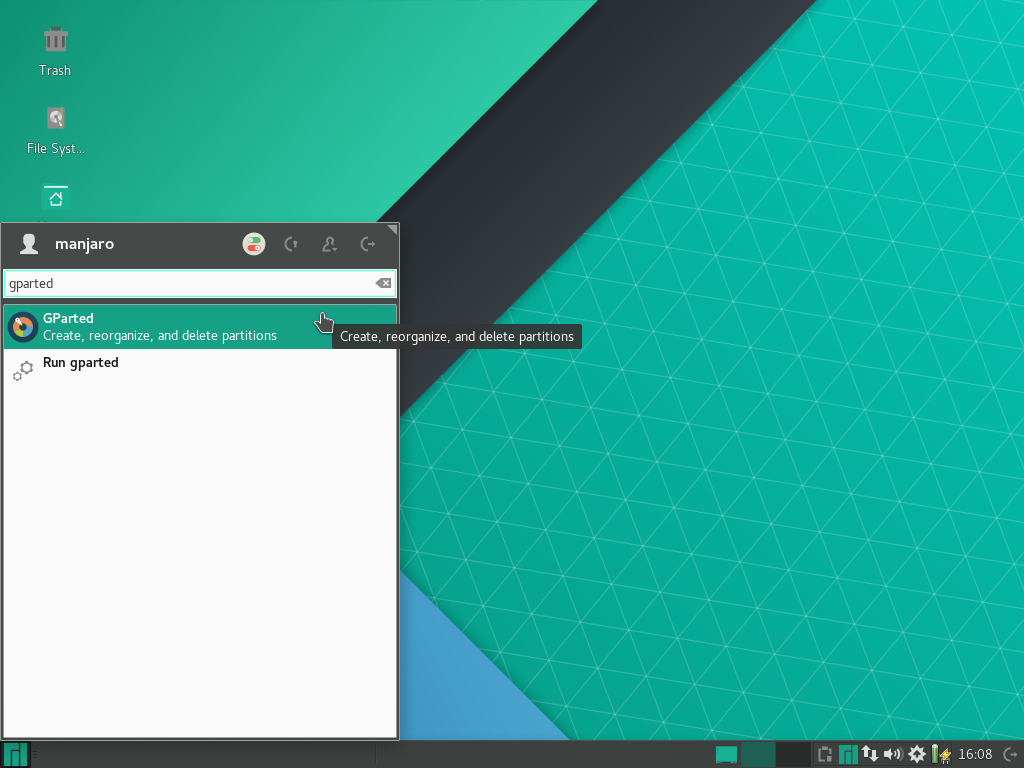 Trash
File Syst...
manjaro
gparted
GParted
Create, reorganize, and delete partitions
Create, reorganize, and delete partitions
Run gparted
16:08